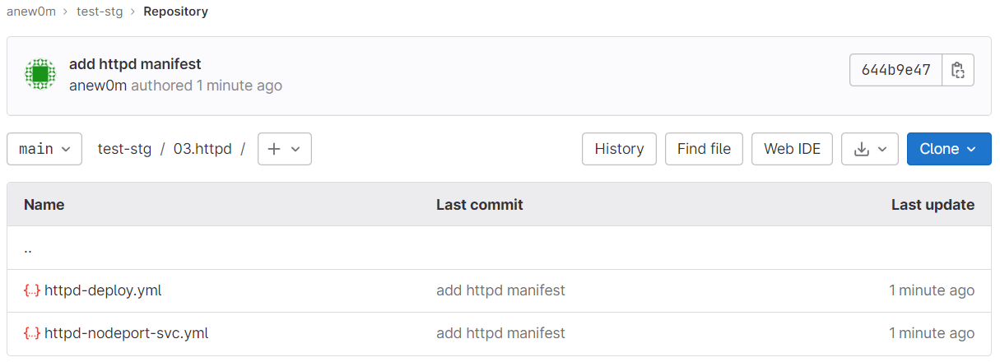 anew0m > test-stg > Repository
add httpd manifest
anew0m authored 1 minute ago
644b9e47
main test-stg / 03.httpd / +
History Find file Web IDE Clone
Name Last commit Last update
..
{..} httpd-deploy.yml add httpd manifest 1 minute ago
{..} httpd-nodeport-svc.yml add httpd manifest 1 minute ago